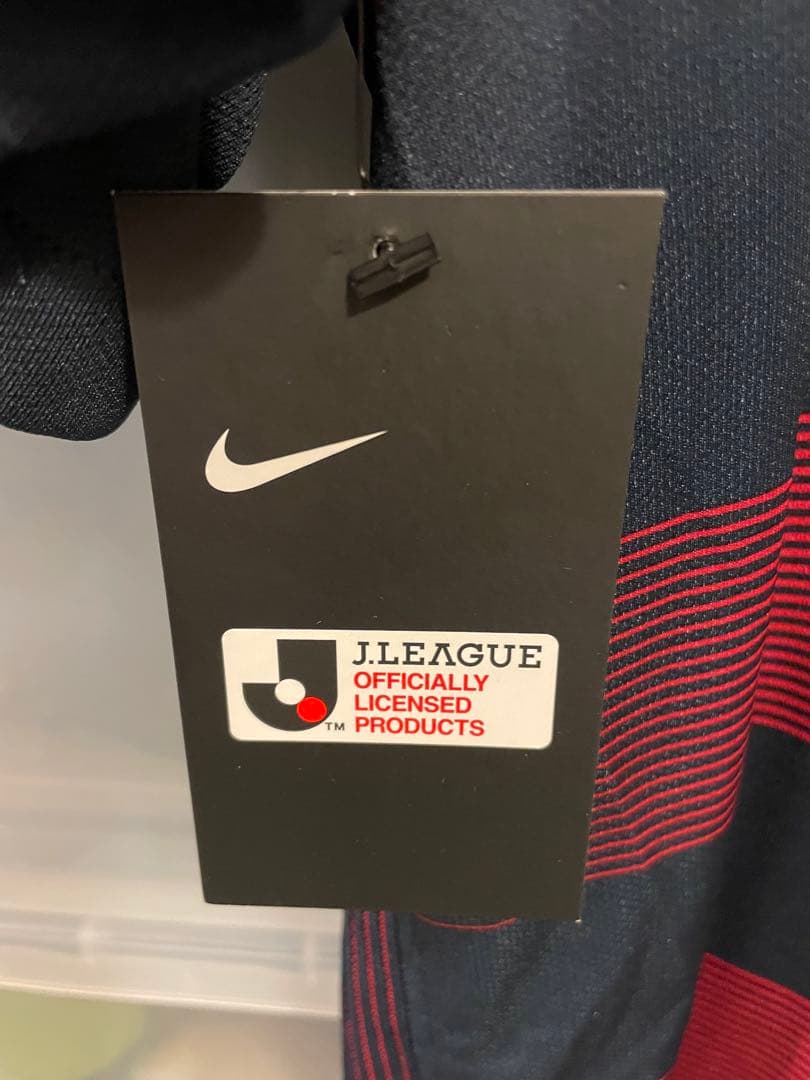 J.LEAGUE
OFFICIALLY
LICENSED
PRODUCTS
TM